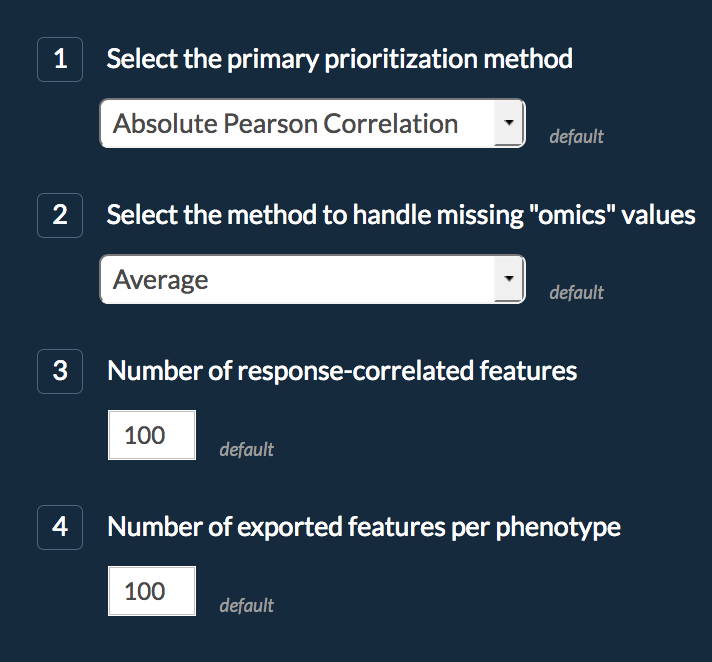 1 Select the primary prioritization method
Absolute Pearson Correlation default
2 Select the method to handle missing "omics" values
Average default
3 Number of response-correlated features
100 default
4 Number of exported features per phenotype
100 default